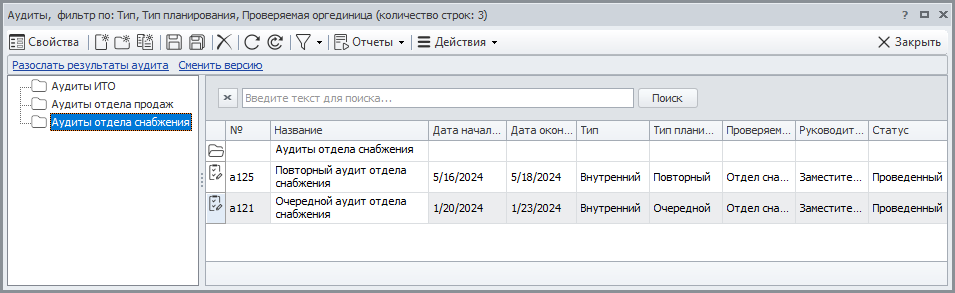 Аудиты, фильтр по: Тип, Тип планирования, Проверяемая оргединица (количество строк: 3)
Свойства Отчеты Действия Закрыть
Разослать результаты аудита Сменить версию
Аудиты ИТО
Аудиты отдела продаж
Аудиты отдела снабжения
Введите текст для поиска... Поиск
№ Название Дата начал... Дата окон... Тип Тип плани... Проверяем... Руководит... Статус
Аудиты отдела снабжения
а125 Повторный аудит отдела снабжения 5/16/2024 5/18/2024 Внутренний Повторный Отдел сна... Заместите... Проведенный
а121 Очередной аудит отдела снабжения 1/20/2024 1/23/2024 Внутренний Очередной Отдел сна... Заместите... Проведенный